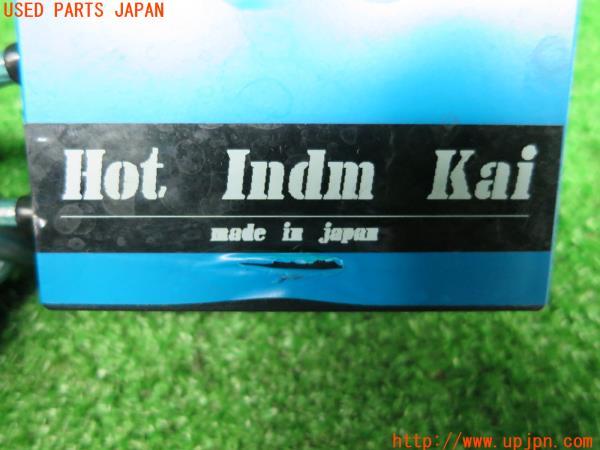 USED PARTS JAPAN
Hot Indm Kai
made in japan
http://www.upjpn.com/